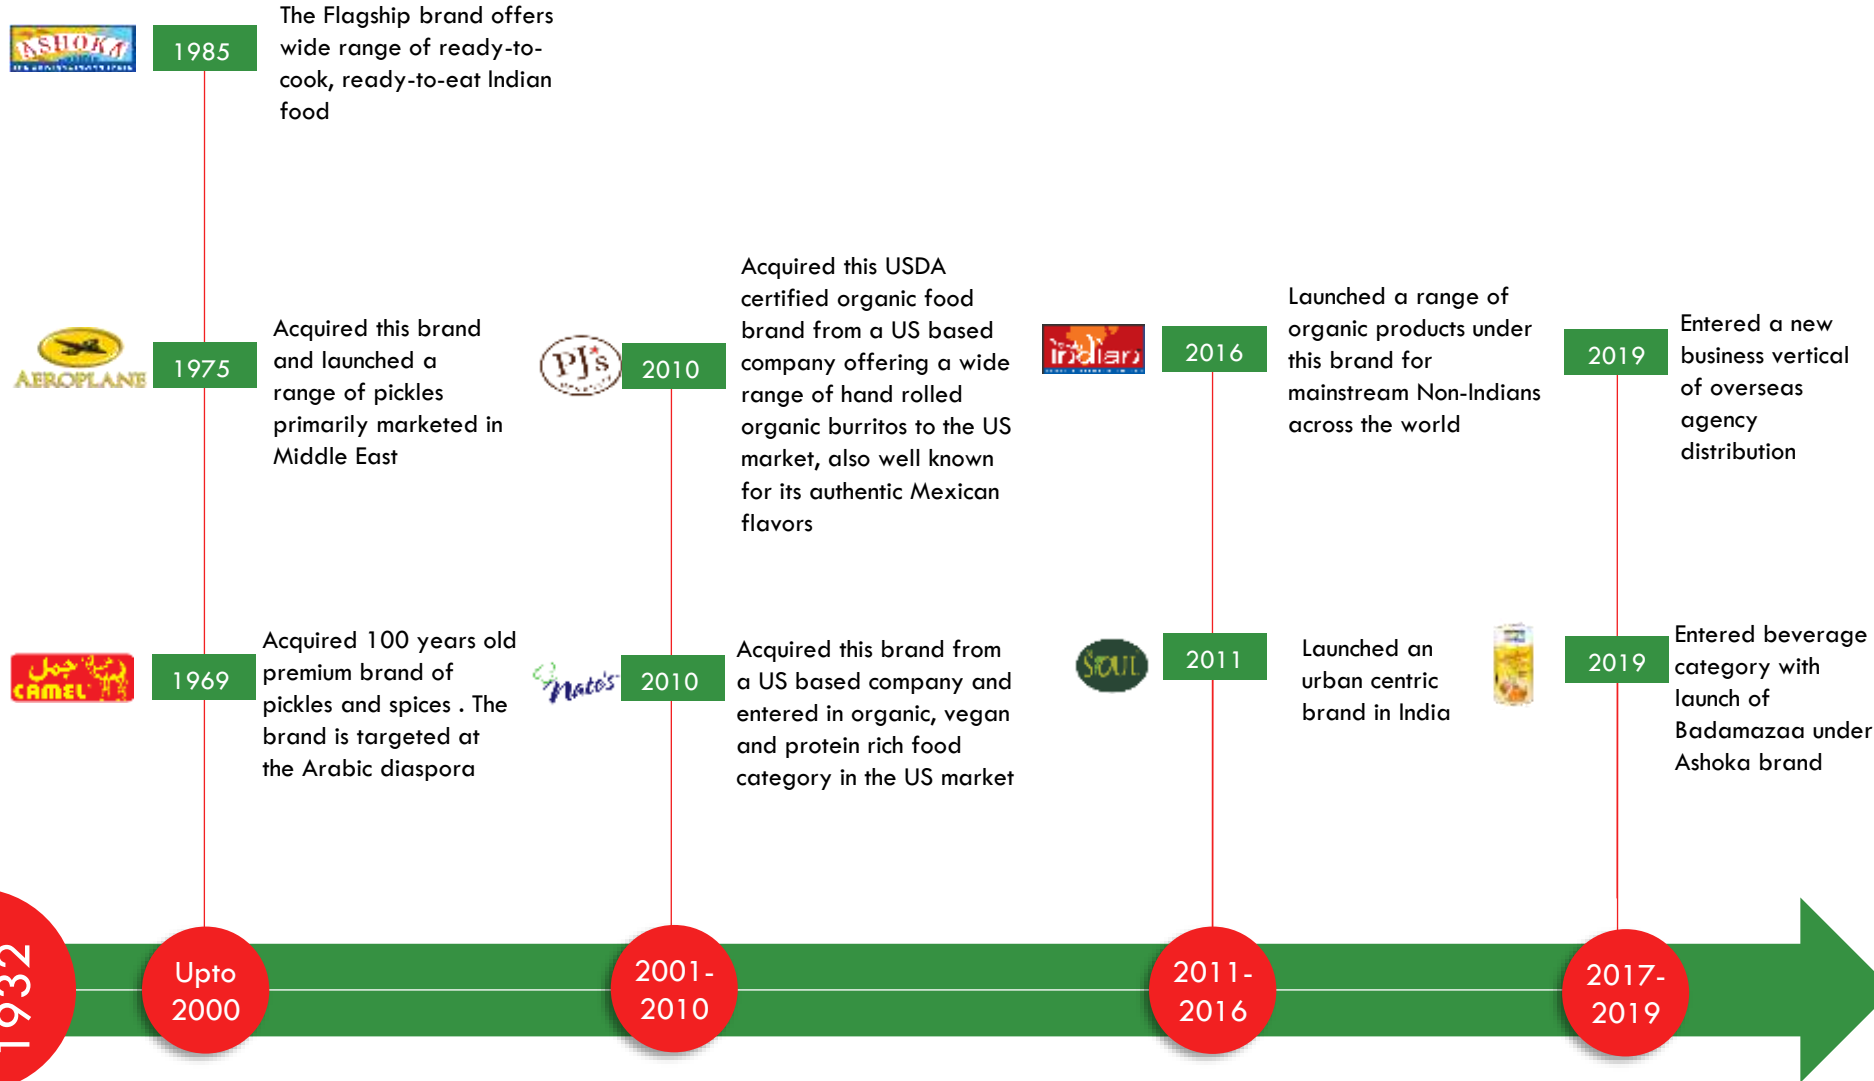 ASHOKA
1985
The Flagship brand offers
wide range of ready-to-
cook, ready-to-eat Indian
food
AEROPLANE
1975
Acquired this brand
and launched a
range of pickles
primarily marketed in
Middle East
PJ's
2010
Acquired this USDA
certified organic food
brand from a US based
company offering a wide
range of hand rolled
organic burritos to the US
market, also well known
for its authentic Mexican
flavors
indian
2016
Launched a range of
organic products under
this brand for
mainstream Non-Indians
across the world
2019
Entered a new
business vertical
of overseas
agency
distribution
جمل
CAMEL
1969
Acquired 100 years old
premium brand of
pickles and spices . The
brand is targeted at
the Arabic diaspora
Nate's
2010
Acquired this brand from
a US based company and
entered in organic, vegan
and protein rich food
category in the US market
SOUL
2011
Launched an
urban centric
brand in India
2019
Entered beverage
category with
launch of
Badamazaa under
Ashoka brand
1932
Upto
2000
2001-
2010
2011-
2016
2017-
2019